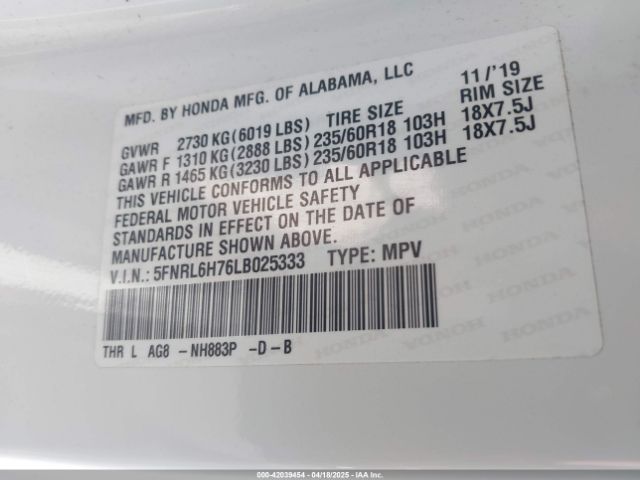 MFD. BY HONDA MFG. OF ALABAMA, LLC 11/'19
GVWR 2730 KG (6019 LBS) TIRE SIZE RIM SIZE
GAWR F 1310 KG (2888 LBS) 235/60R18 103H 18X7.5J
GAWR R 1465 KG (3230 LBS) 235/60R18 103H 18X7.5J
THIS VEHICLE CONFORMS TO ALL APPLICABLE
FEDERAL MOTOR VEHICLE SAFETY
STANDARDS IN EFFECT ON THE DATE OF
MANUFACTURE SHOWN ABOVE.
V.I.N.: 5FNRL6H76LB025333 TYPE: MPV
THR L AG8 -NH883P -D-B
000-42039454 - 04/18/2025 - IAA Inc.